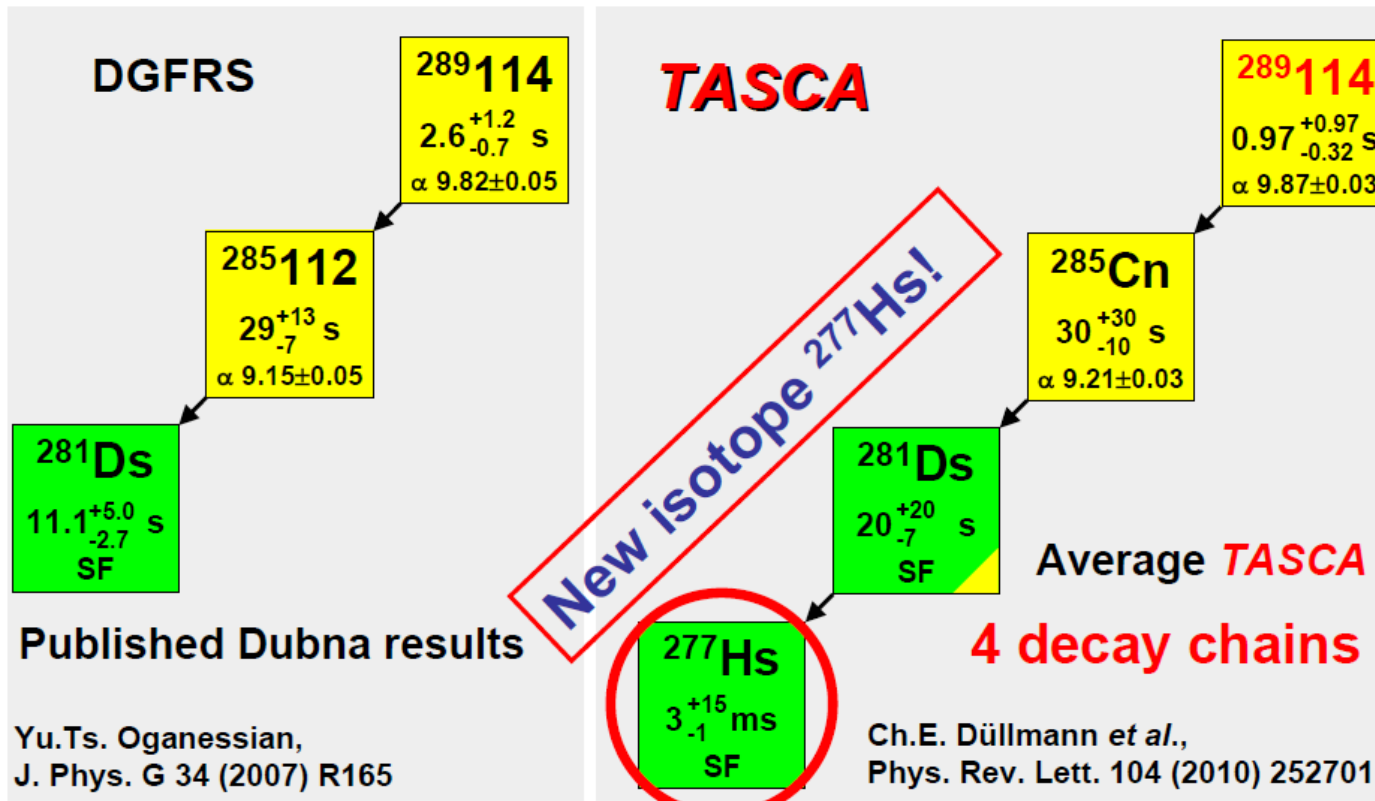 DGFRS
²⁸⁹114
2.6 +1.2 -0.7 s
α 9.82±0.05
²⁸⁵112
29 +13 -7 s
α 9.15±0.05
²⁸¹Ds
11.1 +5.0 -2.7 s
SF
Published Dubna results
Yu.Ts. Oganessian,
J. Phys. G 34 (2007) R165
TASCA
²⁸⁹114
0.97 +0.97 -0.32 s
α 9.87±0.03
²⁸⁵Cn
30 +30 -10 s
α 9.21±0.03
New isotope ²⁷⁷Hs!
²⁸¹Ds
20 +20 -7 s
SF
Average TASCA
4 decay chains
²⁷⁷Hs
3 +15 -1 ms
SF
Ch.E. Düllmann et al.,
Phys. Rev. Lett. 104 (2010) 252701